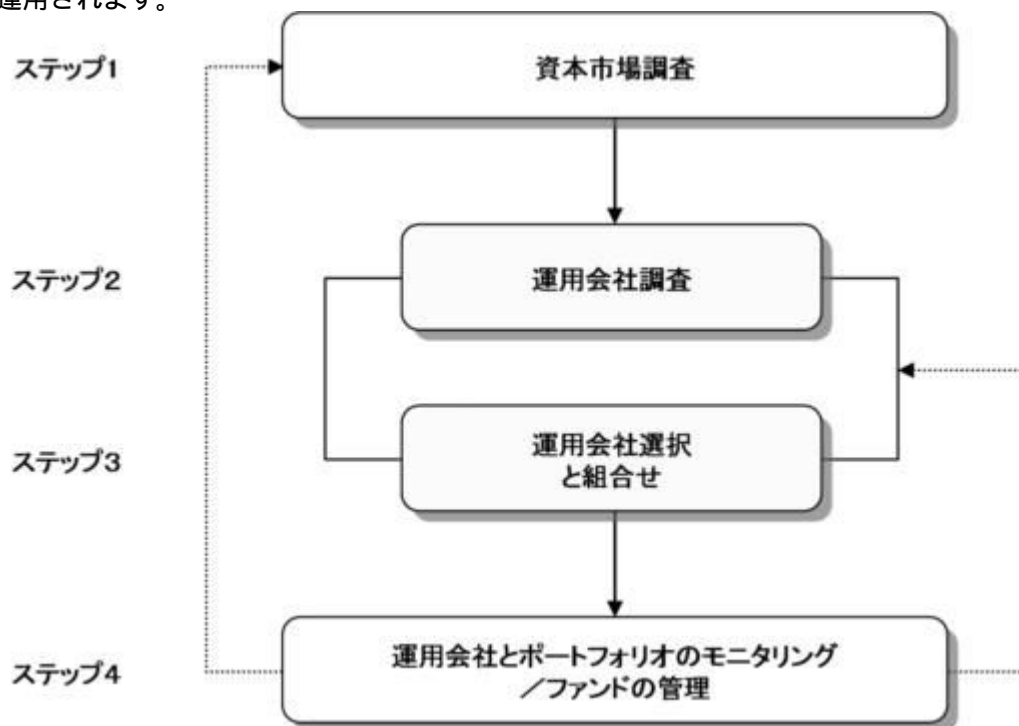 運用されます。
ステップ1
資本市場調査
ステップ2
運用会社調査
ステップ3
運用会社選択
と組合せ
ステップ4
運用会社とポートフォリオのモニタリング
／ファンドの管理